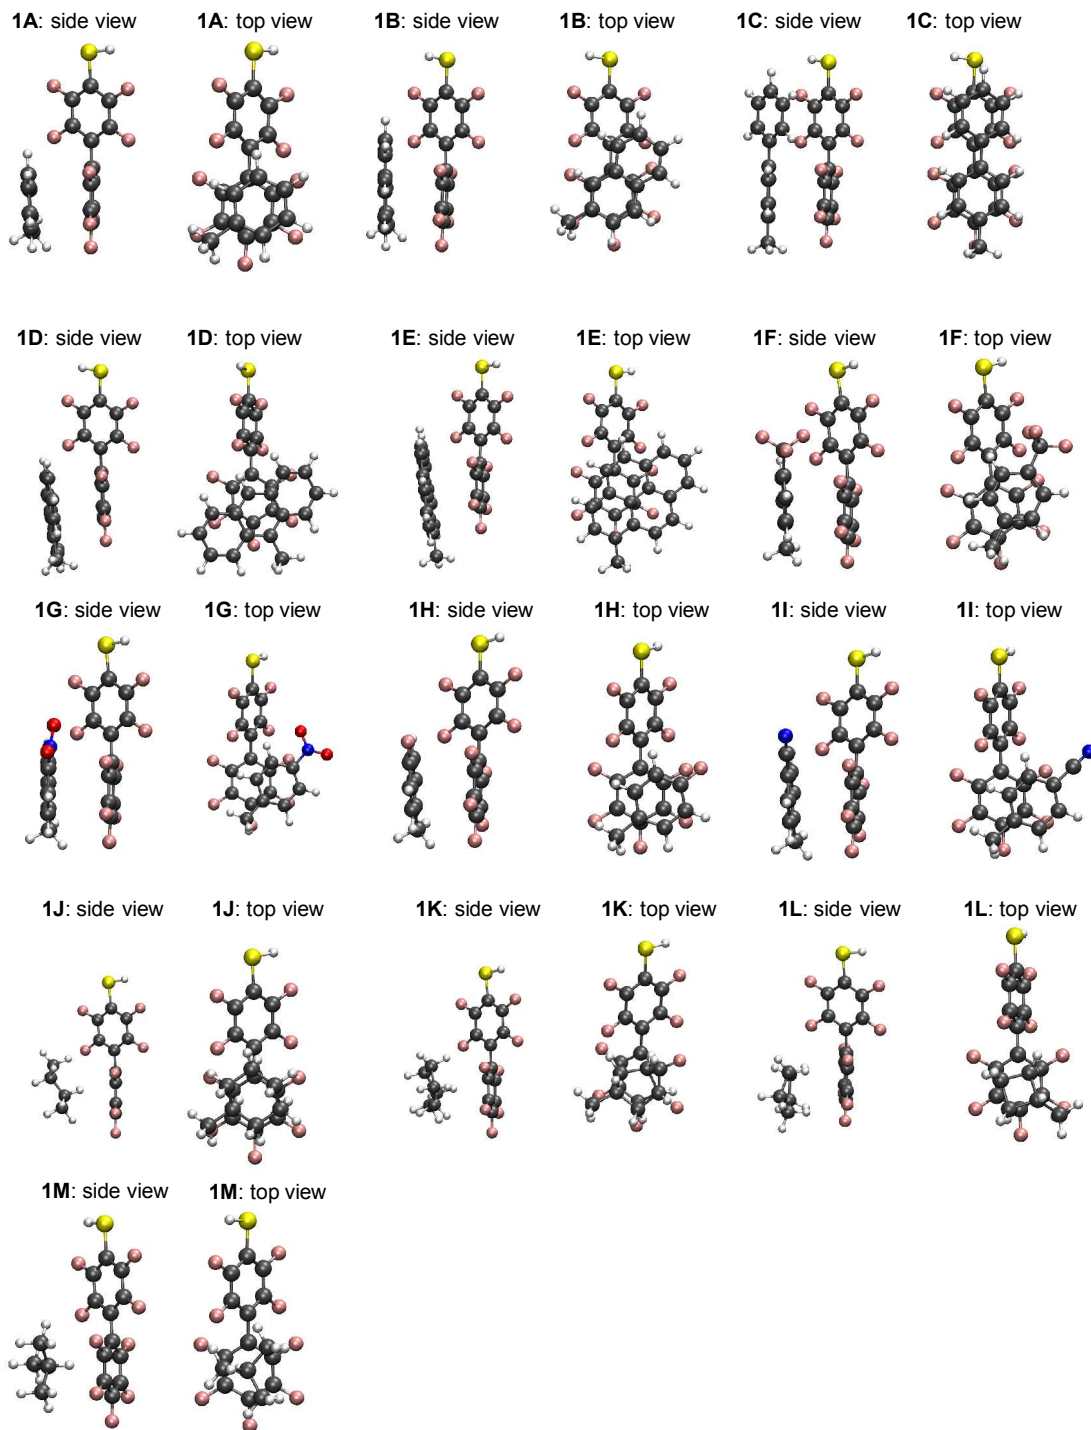 1A: side view 1A: top view 1B: side view 1B: top view 1C: side view 1C: top view
1D: side view 1D: top view 1E: side view 1E: top view 1F: side view 1F: top view
1G: side view 1G: top view 1H: side view 1H: top view 1I: side view 1I: top view
1J: side view 1J: top view 1K: side view 1K: top view 1L: side view 1L: top view
1M: side view 1M: top view